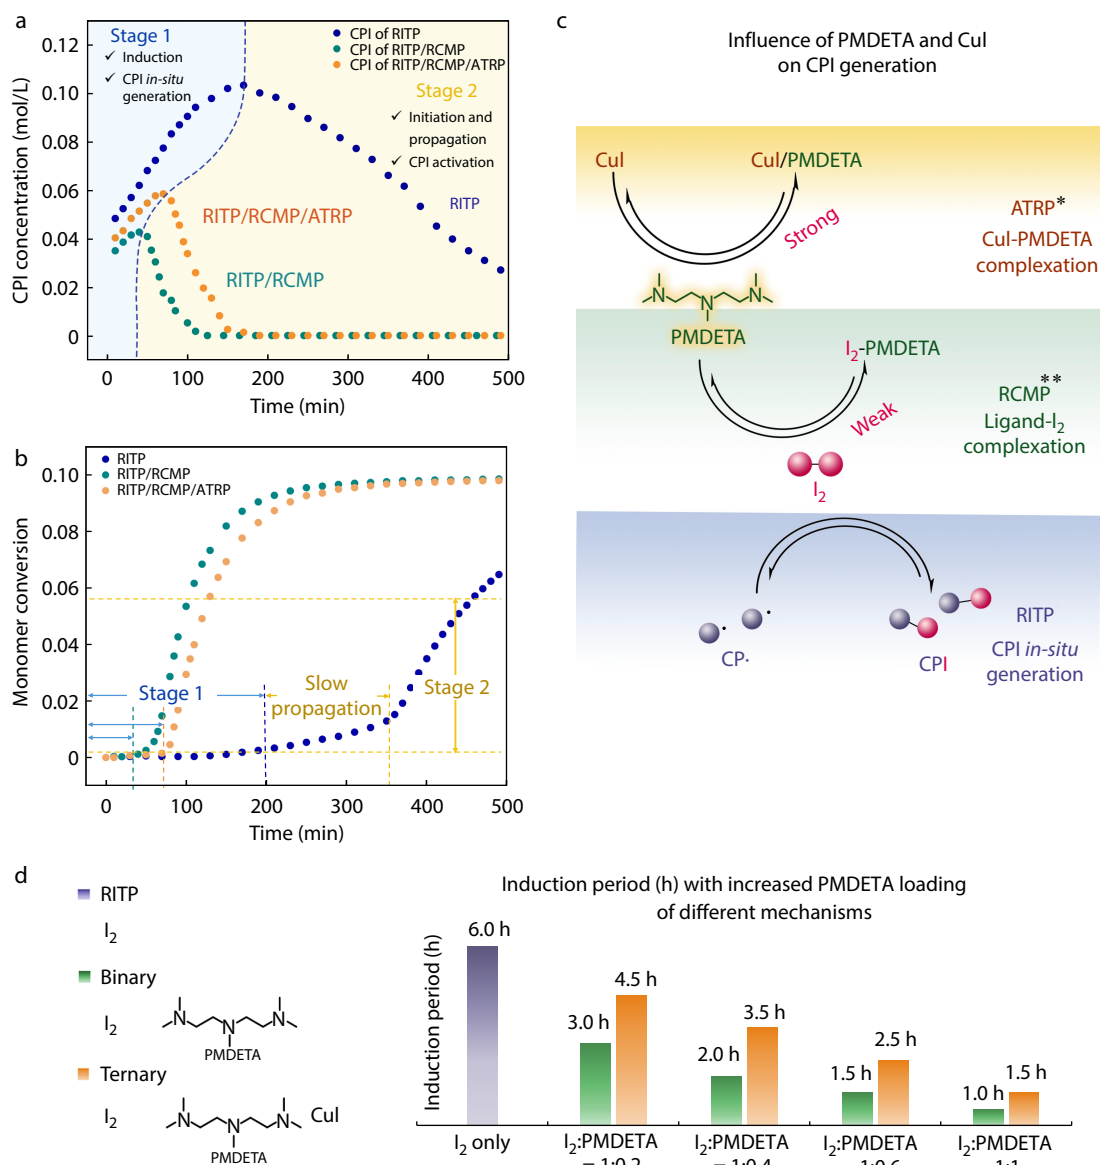 a
0.12
0.10
0.08
0.06
0.04
0.02
0
CPI concentration (mol/L)
Stage 1
✓ Induction
✓ CPI in-situ
generation
CPI of RITP
CPI of RITP/RCMP
CPI of RITP/RCMP/ATRP
Stage 2
✓ Initiation and
propagation
✓ CPI activation
RITP
RITP/RCMP/ATRP
RITP/RCMP
0 100 200 300 400 500
Time (min)
b
0.10
0.08
0.06
0.04
0.02
0
Monomer conversion
RITP
RITP/RCMP
RITP/RCMP/ATRP
Stage 1
Slow
propagation
Stage 2
0 100 200 300 400 500
Time (min)
c
Influence of PMDETA and CuI
on CPI generation
CuI
CuI/PMDETA
Strong
ATRP*
CuI-PMDETA
complexation
N N N
PMDETA
I2-PMDETA
Weak
I2
RCMP**
Ligand-I2
complexation
CP·
CPI
RITP
CPI in-situ
generation
d
RITP
I2
Binary
I2
N N N
PMDETA
Ternary
I2
N N N CuI
PMDETA
Induction period (h) with increased PMDETA loading
of different mechanisms
Induction period (h)
6.0 h
3.0 h
4.5 h
2.0 h
3.5 h
1.5 h
2.5 h
1.0 h
1.5 h
I2 only
I2:PMDETA I2:PMDETA I2:PMDETA I2:PMDETA